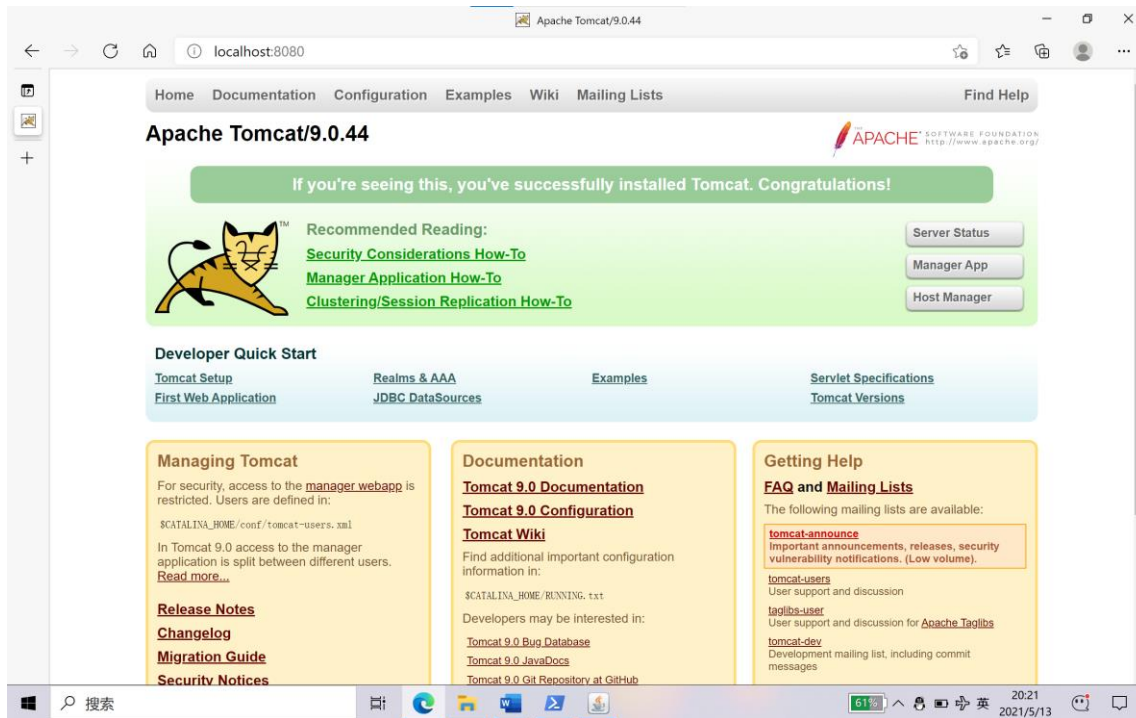 Apache Tomcat/9.0.44
localhost:8080
Home Documentation Configuration Examples Wiki Mailing Lists Find Help
Apache Tomcat/9.0.44
THE APACHE SOFTWARE FOUNDATION
http://www.apache.org/
If you're seeing this, you've successfully installed Tomcat. Congratulations!
TM
Recommended Reading:
Security Considerations How-To
Manager Application How-To
Clustering/Session Replication How-To
Server Status
Manager App
Host Manager
Developer Quick Start
Tomcat Setup
First Web Application
Realms & AAA
JDBC DataSources
Examples
Servlet Specifications
Tomcat Versions
Managing Tomcat
For security, access to the manager webapp is
restricted. Users are defined in:
$CATALINA_HOME/conf/tomcat-users.xml
In Tomcat 9.0 access to the manager
application is split between different users.
Read more...
Release Notes
Changelog
Migration Guide
Security Notices
Documentation
Tomcat 9.0 Documentation
Tomcat 9.0 Configuration
Tomcat Wiki
Find additional important configuration
information in:
$CATALINA_HOME/RUNNING.txt
Developers may be interested in:
Tomcat 9.0 Bug Database
Tomcat 9.0 JavaDocs
Tomcat 9.0 Git Repository at GitHub
Getting Help
FAQ and Mailing Lists
The following mailing lists are available:
tomcat-announce
Important announcements, releases, security
vulnerability notifications. (Low volume).
tomcat-users
User support and discussion
taglibs-user
User support and discussion for Apache Taglibs
tomcat-dev
Development mailing list, including commit
messages
搜索
61%
英
20:21
2021/5/13